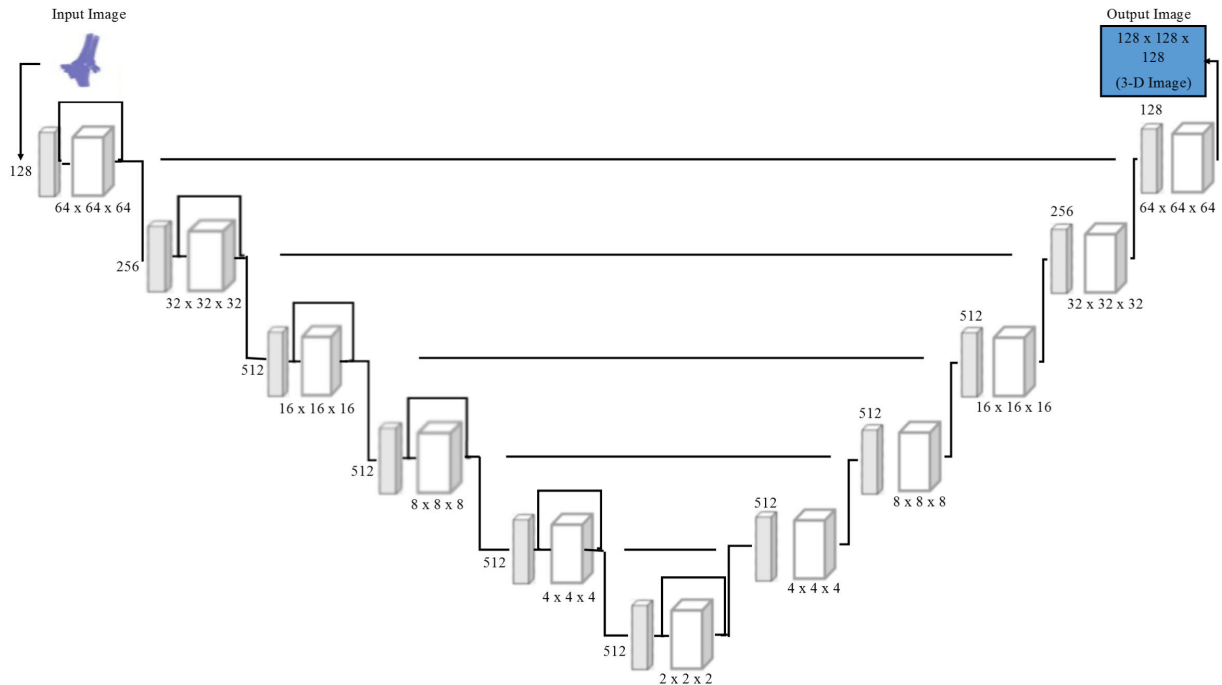 Input Image
Output Image
128 x 128 x
128
(3-D Image)
128
64 x 64 x 64
128
64 x 64 x 64
256
32 x 32 x 32
256
32 x 32 x 32
512
16 x 16 x 16
512
16 x 16 x 16
512
8 x 8 x 8
512
8 x 8 x 8
512
4 x 4 x 4
512
4 x 4 x 4
512
2 x 2 x 2